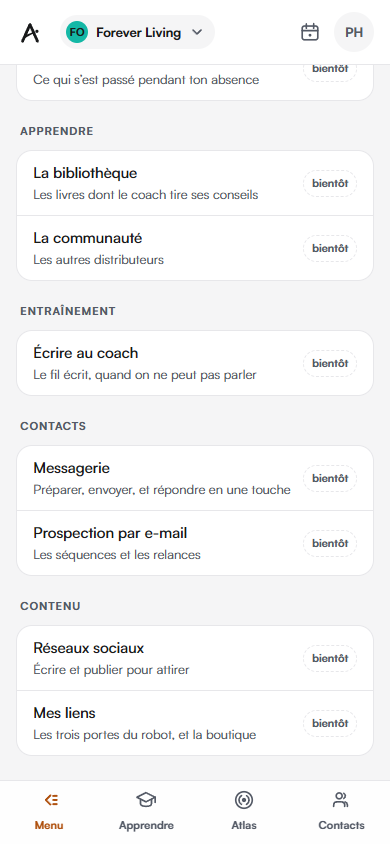 FO Forever Living PH
Ce qui s'est passé pendant ton absence
bientôt
APPRENDRE
La bibliothèque
Les livres dont le coach tire ses conseils
bientôt
La communauté
Les autres distributeurs
bientôt
ENTRAÎNEMENT
Écrire au coach
Le fil écrit, quand on ne peut pas parler
bientôt
CONTACTS
Messagerie
Préparer, envoyer, et répondre en une touche
bientôt
Prospection par e-mail
Les séquences et les relances
bientôt
CONTENU
Réseaux sociaux
Écrire et publier pour attirer
bientôt
Mes liens
Les trois portes du robot, et la boutique
bientôt
Menu Apprendre Atlas Contacts